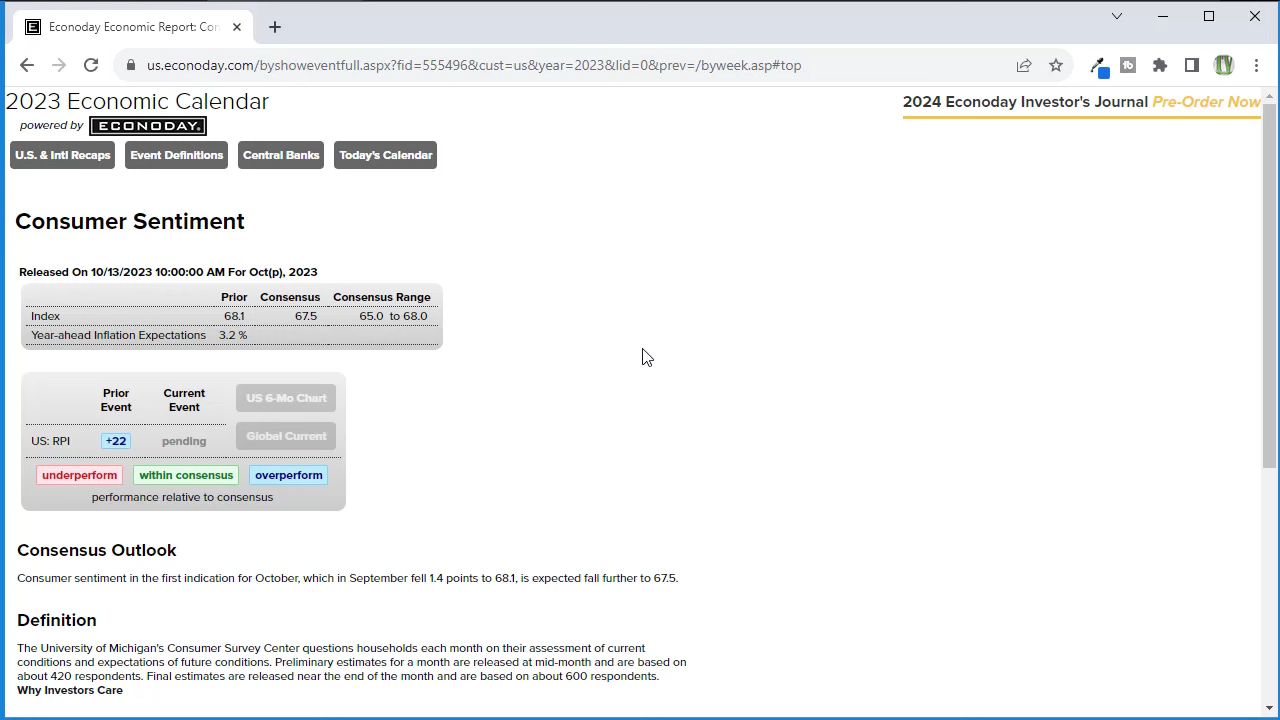 Econoday Economic Report: Con
us.econoday.com/byshoweventfull.aspx?fid=555496&cust=us&year=2023&lid=0&prev=/byweek.asp#top
2023 Economic Calendar
2024 Econoday Investor's Journal Pre-Order Now
powered by ECONODAY
U.S. & Intl Recaps Event Definitions Central Banks Today's Calendar
Consumer Sentiment
Released On 10/13/2023 10:00:00 AM For Oct(p), 2023
Prior Consensus Consensus Range
Index 68.1 67.5 65.0 to 68.0
Year-ahead Inflation Expectations 3.2 %
Prior Event Current Event US 6-Mo Chart
Global Current
US: RPI +22 pending
underperform within consensus overperform
performance relative to consensus
Consensus Outlook
Consumer sentiment in the first indication for October, which in September fell 1.4 points to 68.1, is expected fall further to 67.5.
Definition
The University of Michigan's Consumer Survey Center questions households each month on their assessment of current
conditions and expectations of future conditions. Preliminary estimates for a month are released at mid-month and are based on
about 420 respondents. Final estimates are released near the end of the month and are based on about 600 respondents.
Why Investors Care